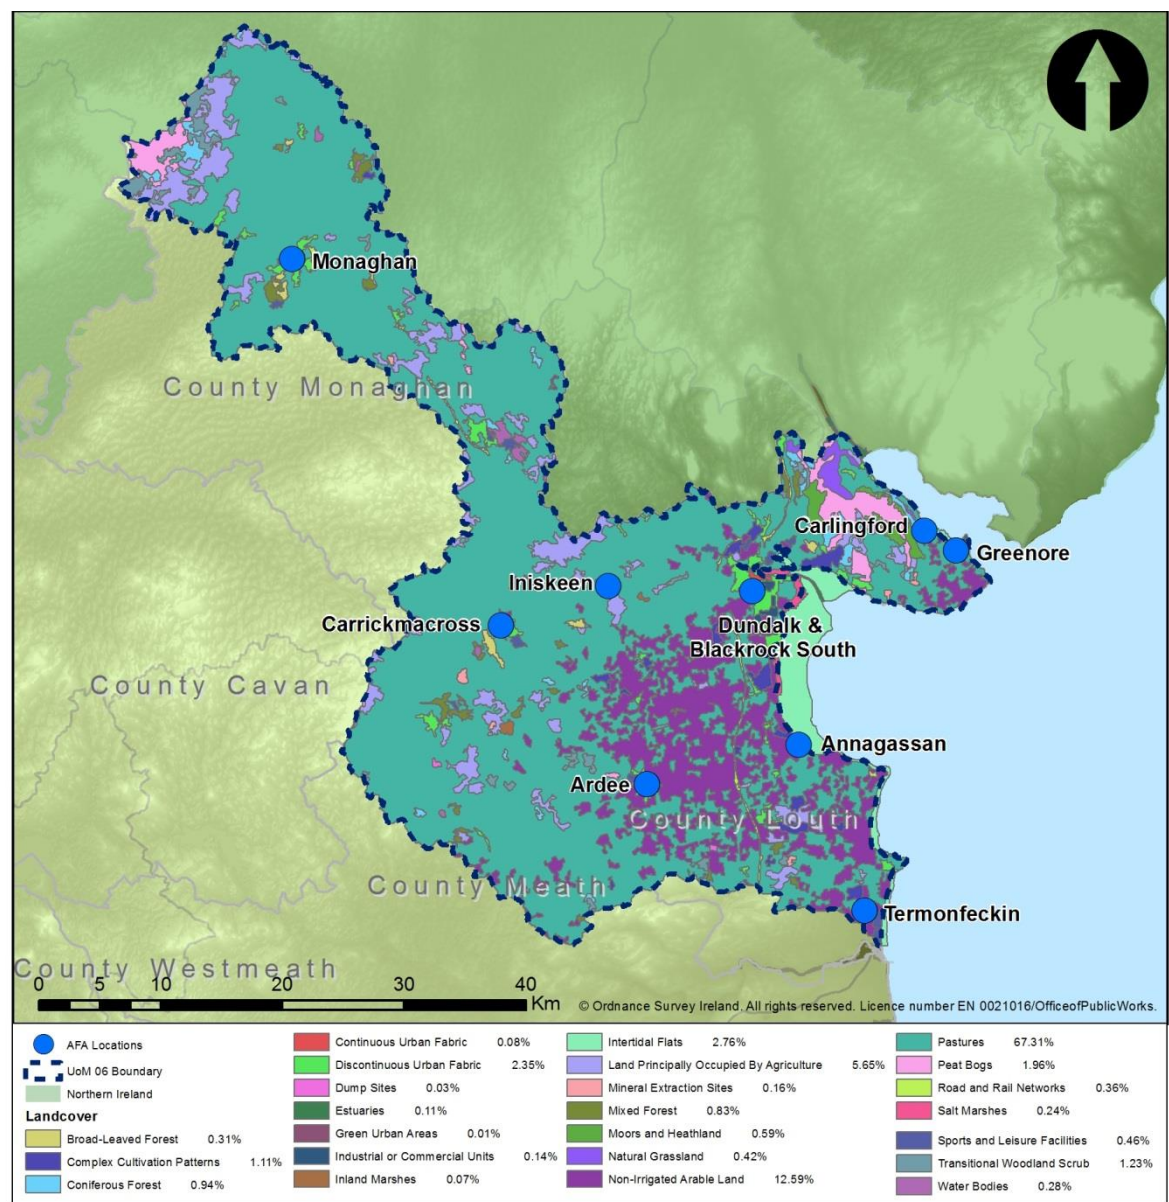 Monaghan
County Monaghan
Carlingford
Greenore
Iniskeen
Carrickmacross
Dundalk &
Blackrock South
County Cavan
Annagassan
Ardee
County Louth
County Meath
Termonfeckin
County Westmeath
0 5 10 20 30 40
Km
© Ordnance Survey Ireland. All rights reserved. Licence number EN 0021016/OfficeofPublicWorks.
AFA Locations
UoM 06 Boundary
Northern Ireland
Landcover
Broad-Leaved Forest 0.31%
Complex Cultivation Patterns 1.11%
Coniferous Forest 0.94%
Continuous Urban Fabric 0.08%
Discontinuous Urban Fabric 2.35%
Dump Sites 0.03%
Estuaries 0.11%
Green Urban Areas 0.01%
Industrial or Commercial Units 0.14%
Inland Marshes 0.07%
Intertidal Flats 2.76%
Land Principally Occupied By Agriculture 5.65%
Mineral Extraction Sites 0.16%
Mixed Forest 0.83%
Moors and Heathland 0.59%
Natural Grassland 0.42%
Non-Irrigated Arable Land 12.59%
Pastures 67.31%
Peat Bogs 1.96%
Road and Rail Networks 0.36%
Salt Marshes 0.24%
Sports and Leisure Facilities 0.46%
Transitional Woodland Scrub 1.23%
Water Bodies 0.28%